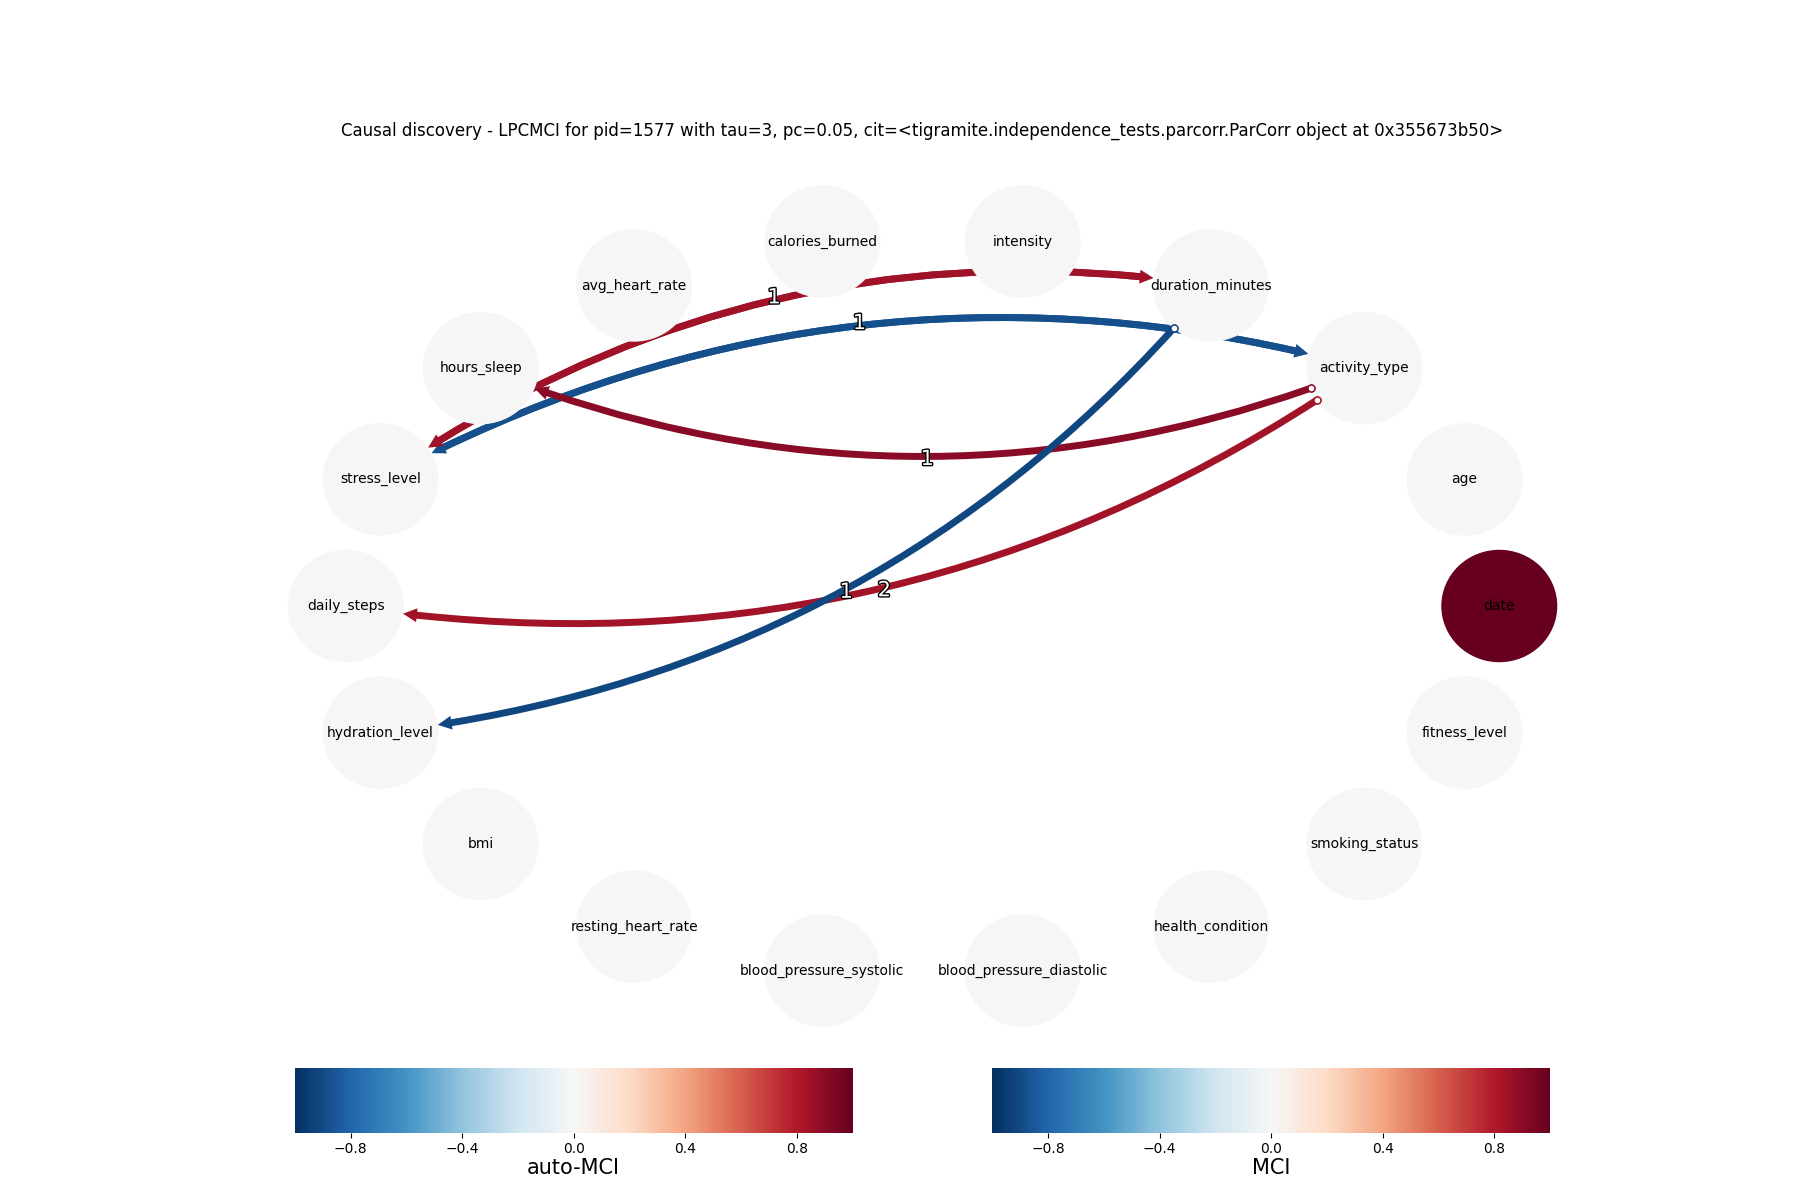 Causal discovery - LPCMCI for pid=1577 with tau=3, pc=0.05, cit=<tigramite.independence_tests.parcorr.ParCorr object at 0x355673b50>
calories_burned
intensity
avg_heart_rate
duration_minutes
1
1
hours_sleep
activity_type
1
stress_level
age
1
2
daily_steps
date
hydration_level
fitness_level
bmi
smoking_status
resting_heart_rate
health_condition
blood_pressure_systolic
blood_pressure_diastolic
−0.8 −0.4 0.0 0.4 0.8
auto-MCI
−0.8 −0.4 0.0 0.4 0.8
MCI